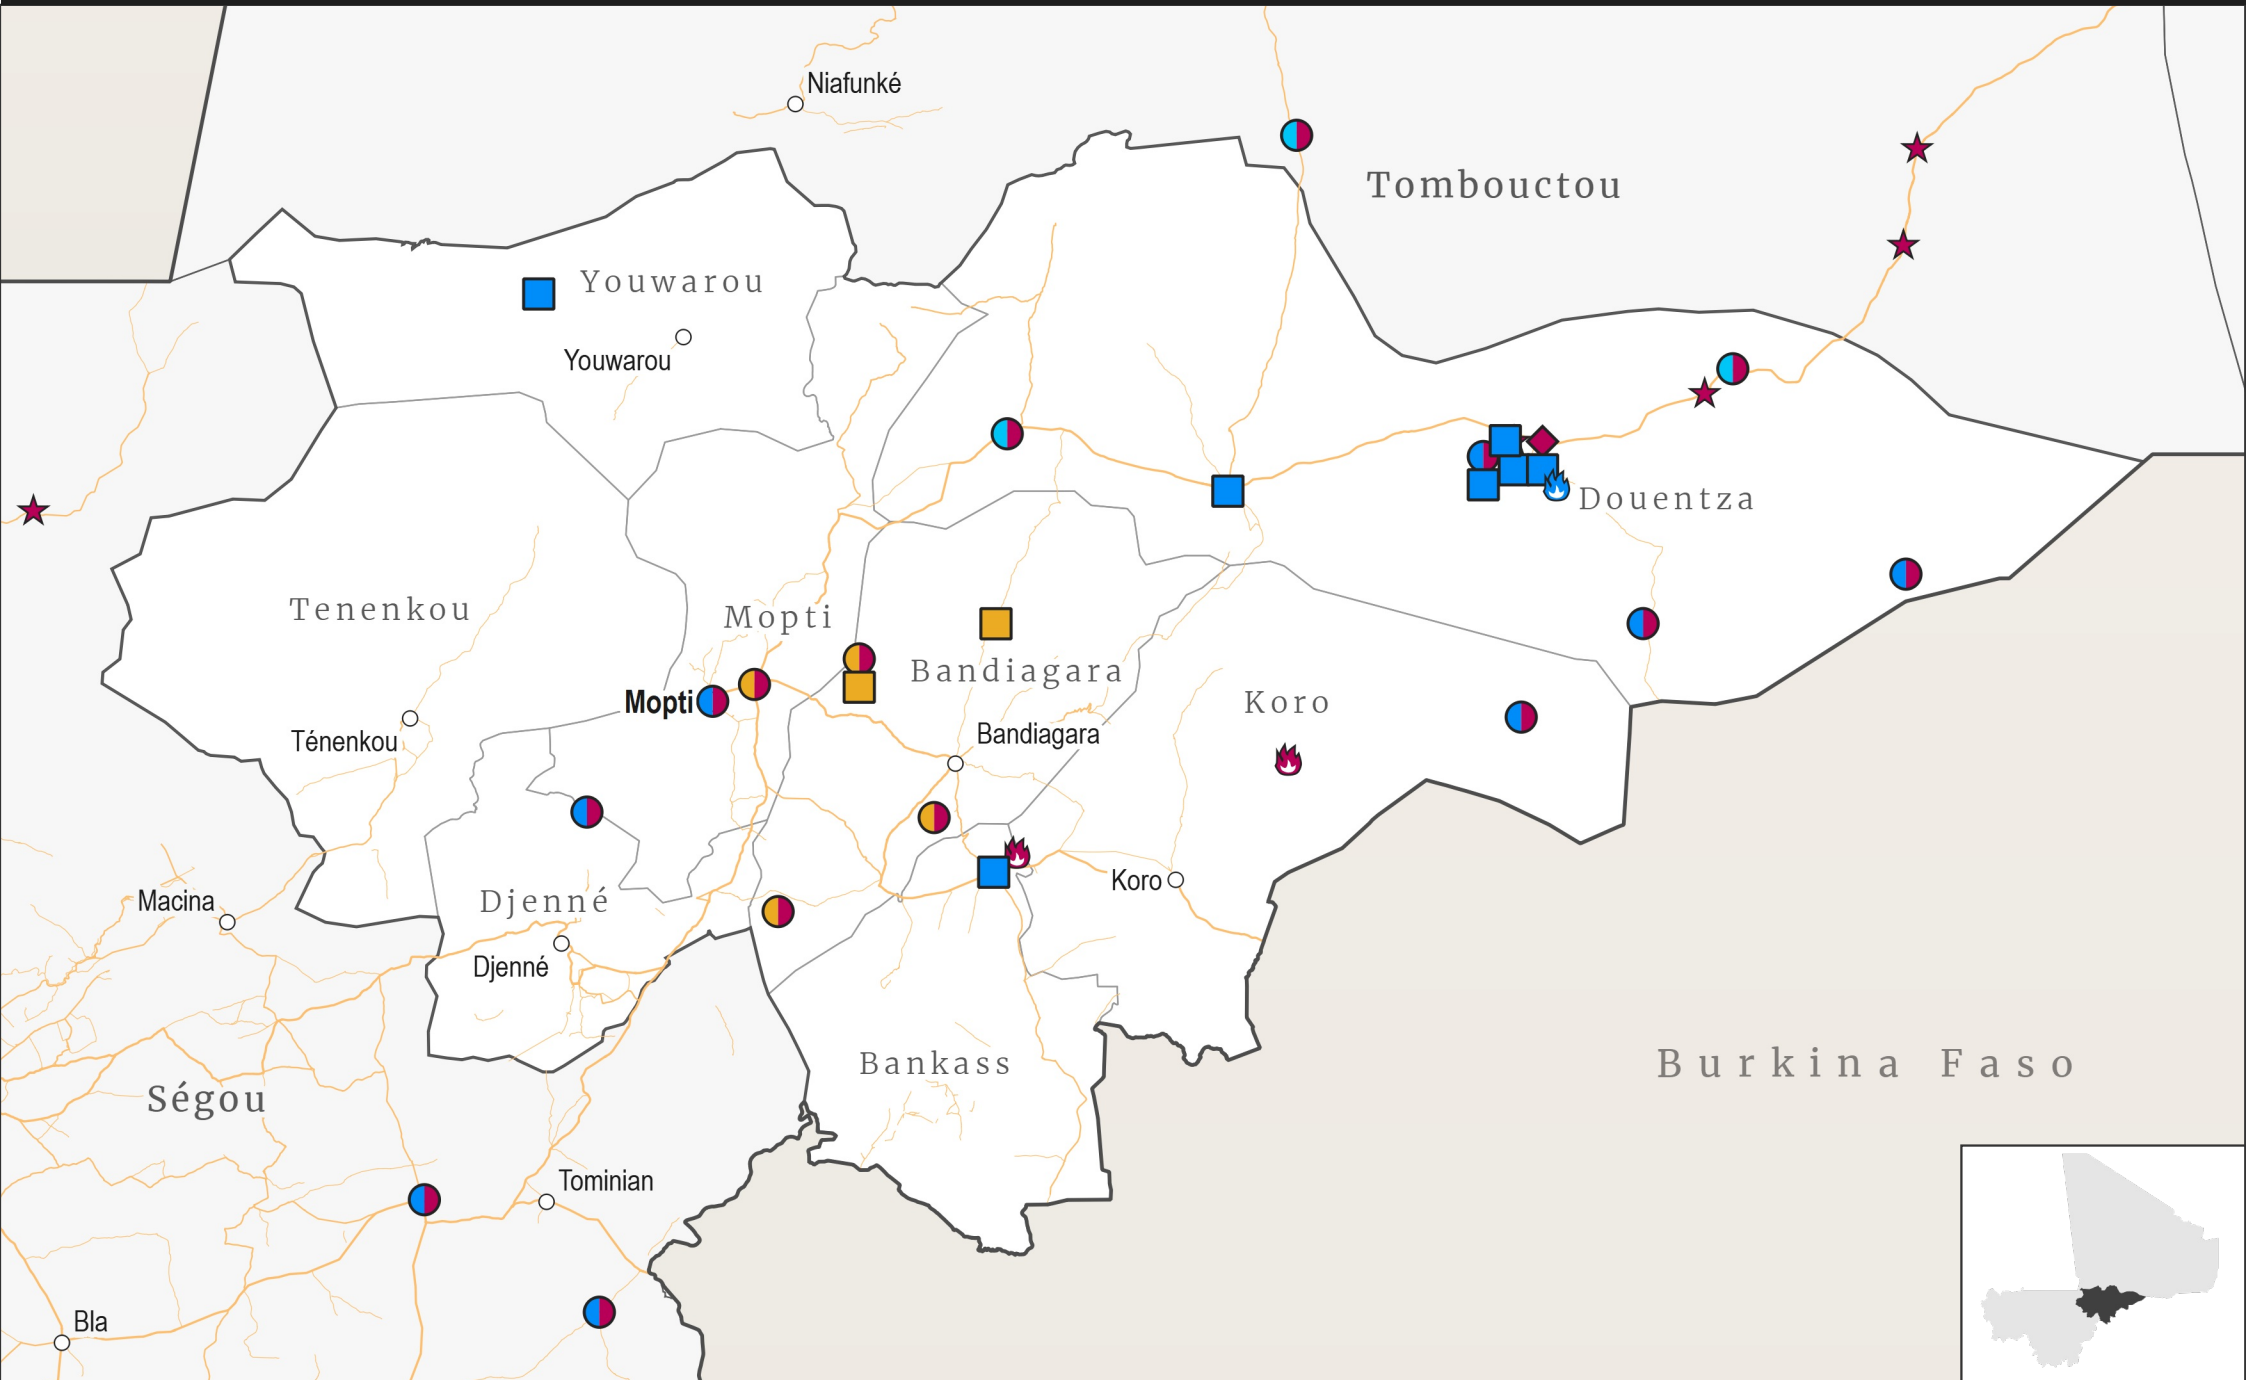 Niafunké
Tombouctou
Youwarou
Youwarou
Douentza
Tenenkou
Mopti
Bandiagara
Mopti
Koro
Ténenkou
Bandiagara
Koro
Macina
Djenné
Djenné
Bankass
Burkina Faso
Ségou
Tominian
Bla